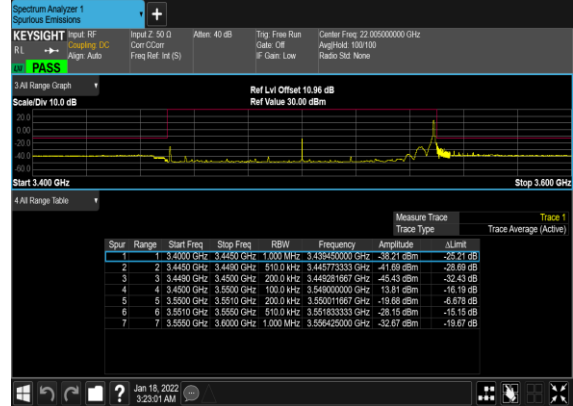 Spectrum Analyzer 1
Spurious Emissions
KEYSIGHT Input: RF Input Z: 50 Ω Atten: 40 dB Trig: Free Run Center Freq: 22.005000000 GHz
RL Coupling: DC Corr CCorr Gate: Off Avg|Hold: 100/100
Align: Auto Freq Ref: Int (S) IF Gain: Low Radio Std: None
PASS
3 All Range Graph
Ref Lvl Offset 10.96 dB
Scale/Div 10.0 dB Ref Value 30.00 dBm
20.0
0.00
-20.0
-40.0
-60.0
Start 3.400 GHz Stop 3.600 GHz
4 All Range Table
Measure Trace Trace 1
Trace Type Trace Average (Active)
Spur Range Start Freq Stop Freq RBW Frequency Amplitude ΔLimit
1 1 3.4000 GHz 3.4450 GHz 1.000 MHz 3.439450000 GHz -38.21 dBm -25.21 dB
2 2 3.4450 GHz 3.4490 GHz 510.0 kHz 3.445773333 GHz -41.69 dBm -28.69 dB
3 3 3.4490 GHz 3.4500 GHz 200.0 kHz 3.449281667 GHz -45.43 dBm -32.43 dB
4 4 3.4500 GHz 3.5500 GHz 100.0 kHz 3.549000000 GHz 13.81 dBm -16.19 dB
5 5 3.5500 GHz 3.5510 GHz 200.0 kHz 3.550011667 GHz -19.68 dBm -6.678 dB
6 6 3.5510 GHz 3.5550 GHz 510.0 kHz 3.551833333 GHz -28.15 dBm -15.15 dB
7 7 3.5550 GHz 3.6000 GHz 1.000 MHz 3.556425000 GHz -32.67 dBm -19.67 dB
Jan 18, 2022
3:23:01 AM